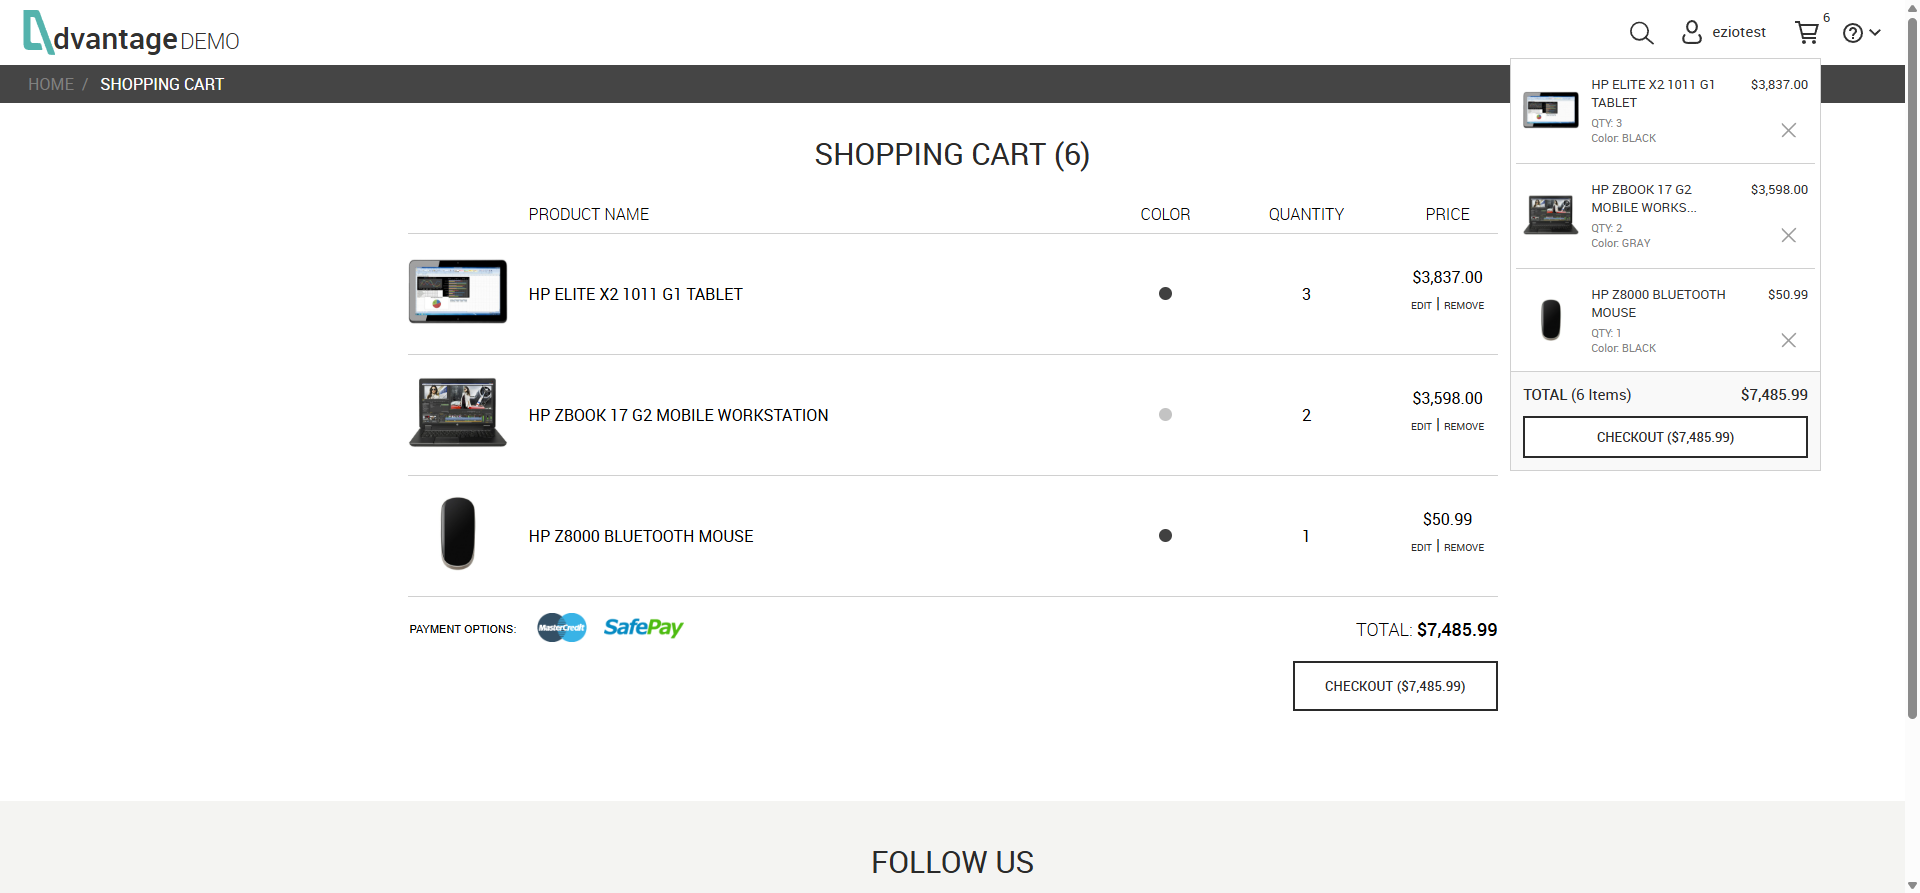 dvantage DEMO
eziotest
6
HOME / SHOPPING CART
SHOPPING CART (6)
PRODUCT NAME COLOR QUANTITY PRICE
HP ELITE X2 1011 G1 TABLET 3 $3,837.00
EDIT | REMOVE
HP ZBOOK 17 G2 MOBILE WORKSTATION 2 $3,598.00
EDIT | REMOVE
HP Z8000 BLUETOOTH MOUSE 1 $50.99
EDIT | REMOVE
PAYMENT OPTIONS: MasterCredit SafePay TOTAL: $7,485.99
CHECKOUT ($7,485.99)
HP ELITE X2 1011 G1 $3,837.00
TABLET
QTY: 3
Color: BLACK
HP ZBOOK 17 G2 $3,598.00
MOBILE WORKS...
QTY: 2
Color: GRAY
HP Z8000 BLUETOOTH $50.99
MOUSE
QTY: 1
Color: BLACK
TOTAL (6 Items) $7,485.99
CHECKOUT ($7,485.99)
FOLLOW US